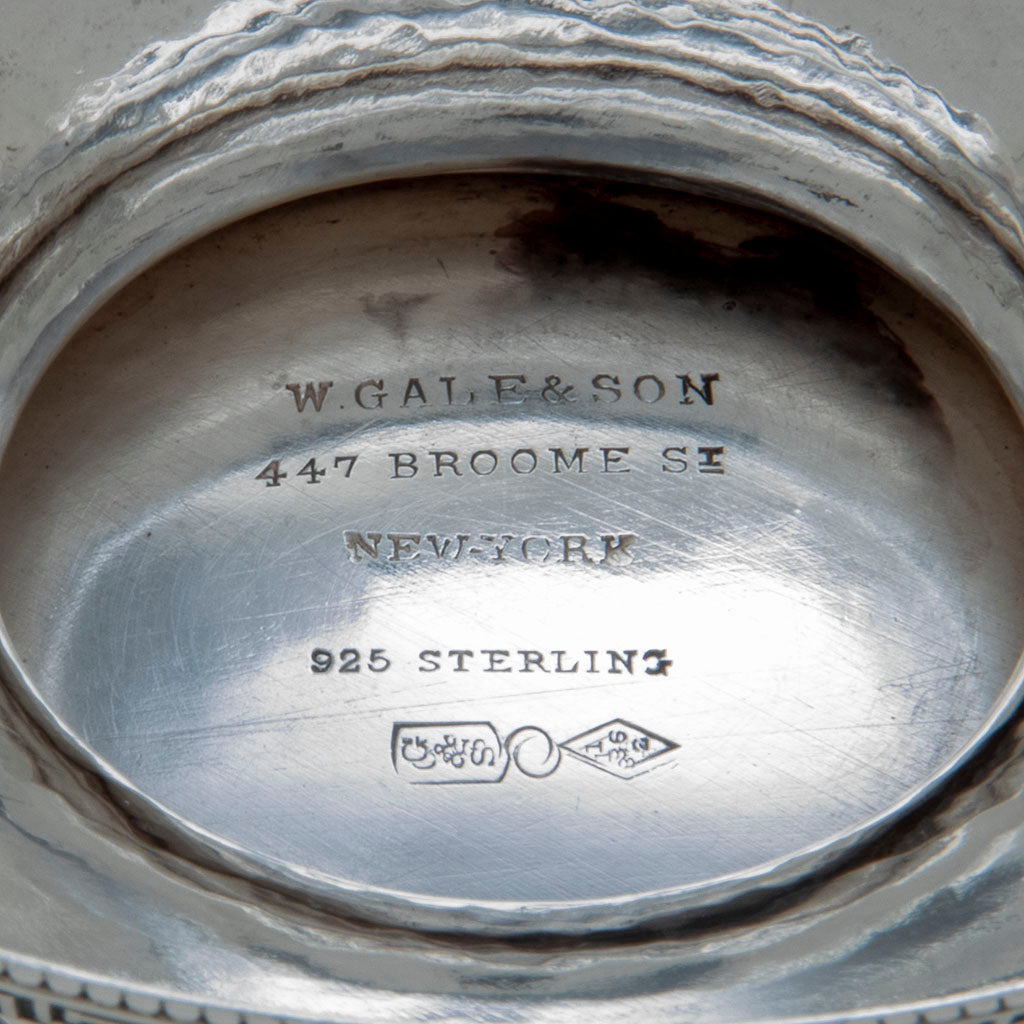 W. GALE & SON
447 BROOME ST
NEW-YORK
925 STERLING
G&S